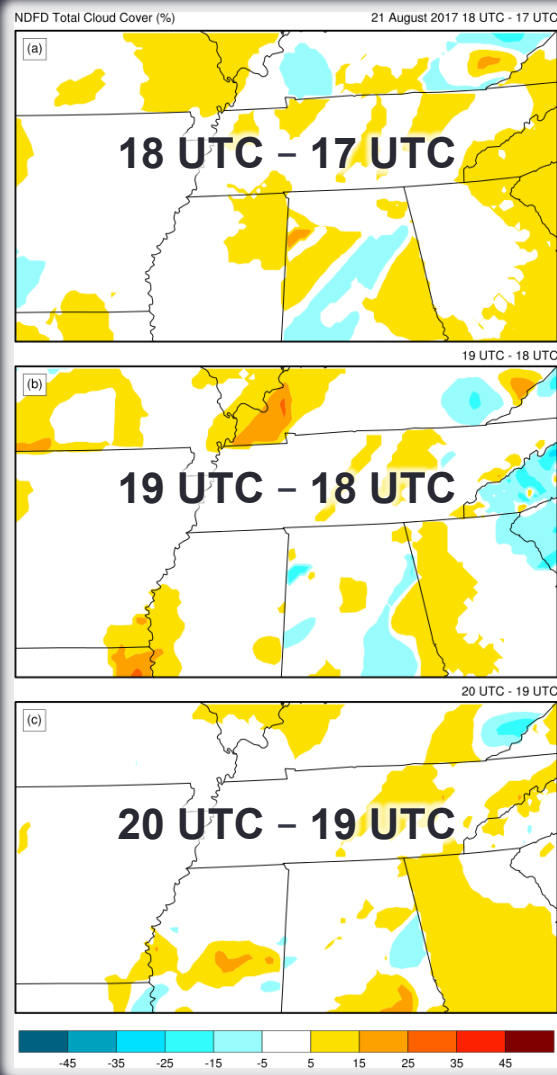 NDFD Total Cloud Cover (%) 21 August 2017 18 UTC - 17 UTC
(a)
18 UTC – 17 UTC
19 UTC - 18 UTC
(b)
19 UTC – 18 UTC
20 UTC - 19 UTC
(c)
20 UTC – 19 UTC
-45 -35 -25 -15 -5 5 15 25 35 45